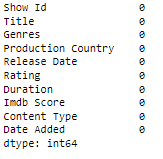 Show Id 0
Title 0
Genres 0
Production Country 0
Release Date 0
Rating 0
Duration 0
Imdb Score 0
Content Type 0
Date Added 0
dtype: int64